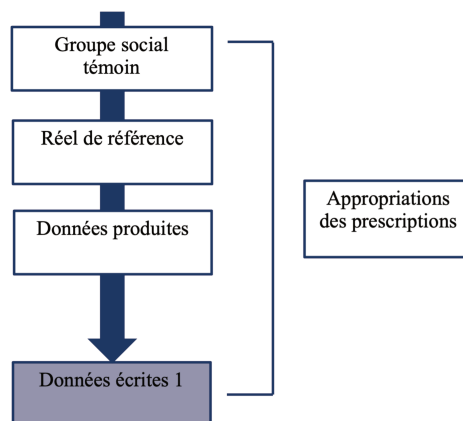 Groupe social
témoin
Réel de référence
Données produites
Appropriations
des prescriptions
Données écrites 1